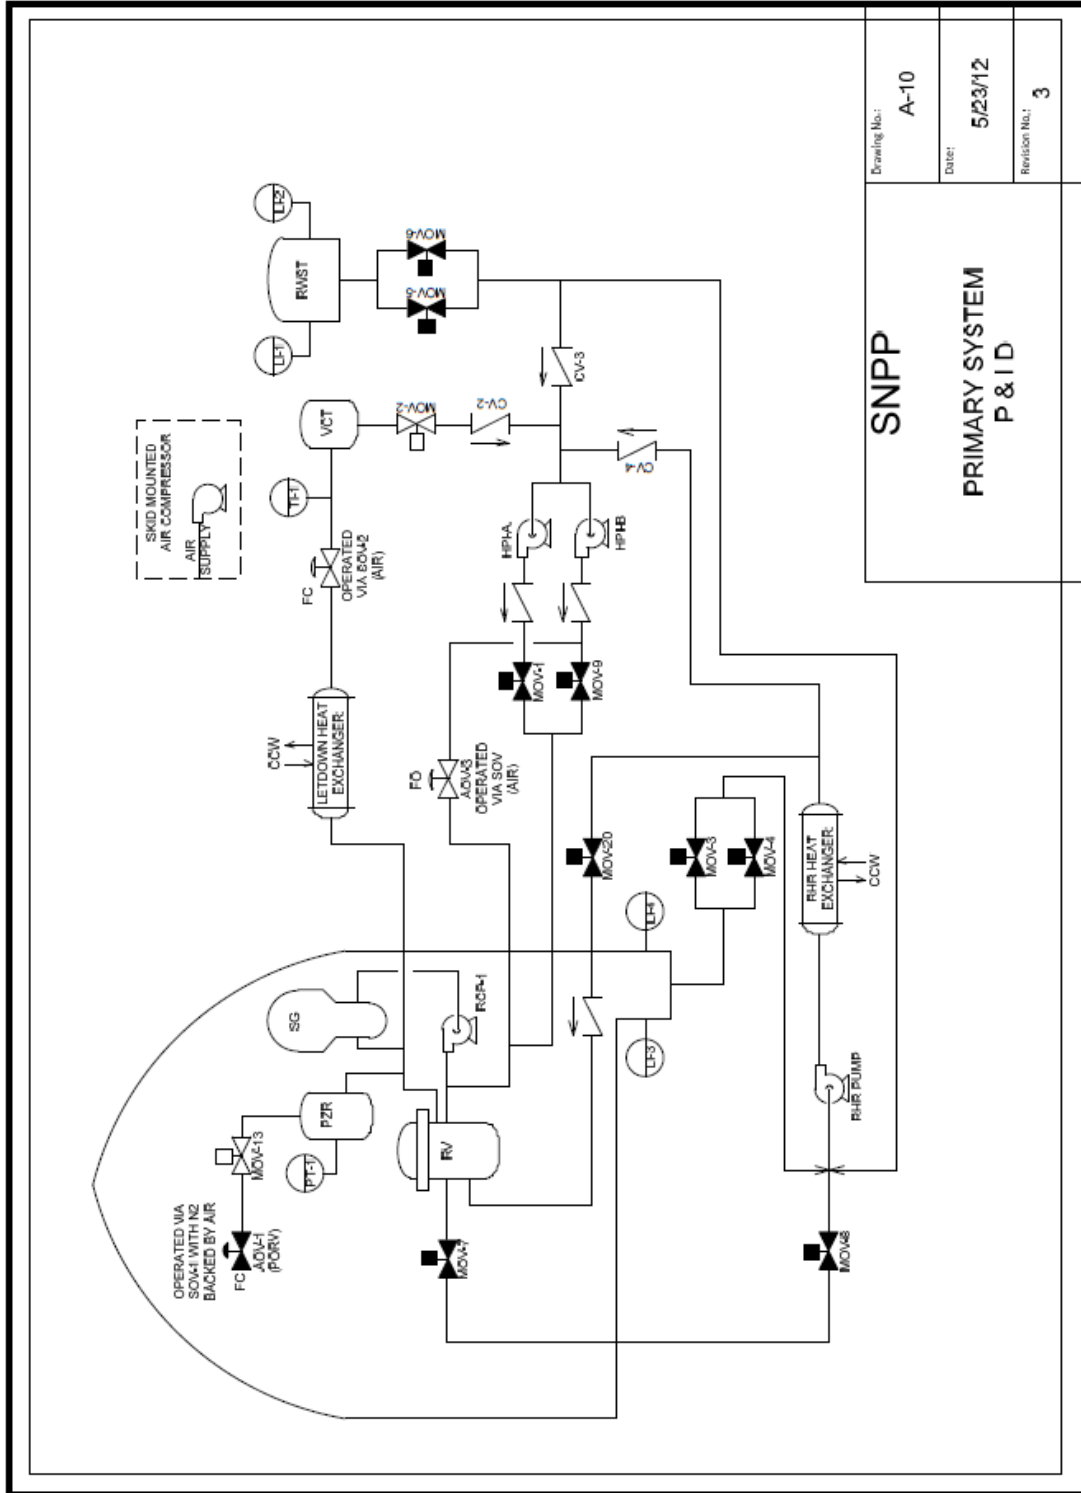 SKID MOUNTED
AIR COMPRESSOR
AIR
SUPPLY
LI-2
RWST
LI-1
MOV-6
MOV-5
VCT
TI-1
MOV-2
CV-2
CV-3
CV-4
FC
OPERATED
VIA SOV-2
(AIR)
HPI-A
HPI-B
CCW
LETDOWN HEAT
EXCHANGER
FO
AOV-3
OPERATED
VIA SOV
(AIR)
MOV-1
MOV-9
MOV-20
MOV-3
MOV-4
RHR HEAT
EXCHANGER
CCW
LI-4
LI-3
SG
RCP-1
PZR
PT-1
MOV-13
OPERATED VIA
SOV-1 WITH N2
BACKED BY AIR
FC
AOV-1
(PORV)
RV
MOV-7
RHR PUMP
MOV-8
SNPP
PRIMARY SYSTEM
P & I D
Drawing No.:
A-10
Date:
5/23/12
Revision No.:
3